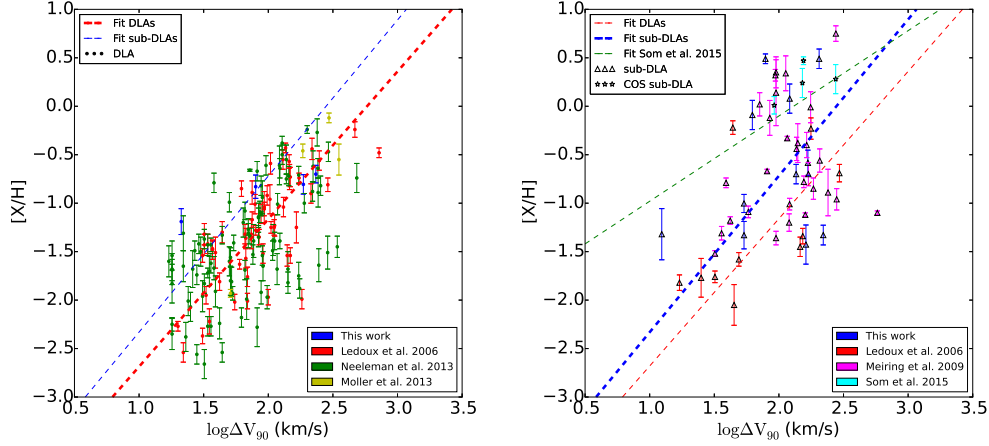 1.0
0.5
0.0
−0.5
−1.0
−1.5
−2.0
−2.5
−3.0
[X/H]
Fit DLAs
Fit sub-DLAs
DLA
This work
Ledoux et al. 2006
Neeleman et al. 2013
Moller et al. 2013
0.5 1.0 1.5 2.0 2.5 3.0 3.5
logΔV90 (km/s)
1.0
0.5
0.0
−0.5
−1.0
−1.5
−2.0
−2.5
−3.0
[X/H]
Fit DLAs
Fit sub-DLAs
Fit Som et al. 2015
sub-DLA
COS sub-DLA
This work
Ledoux et al. 2006
Meiring et al. 2009
Som et al. 2015
0.5 1.0 1.5 2.0 2.5 3.0 3.5
logΔV90 (km/s)